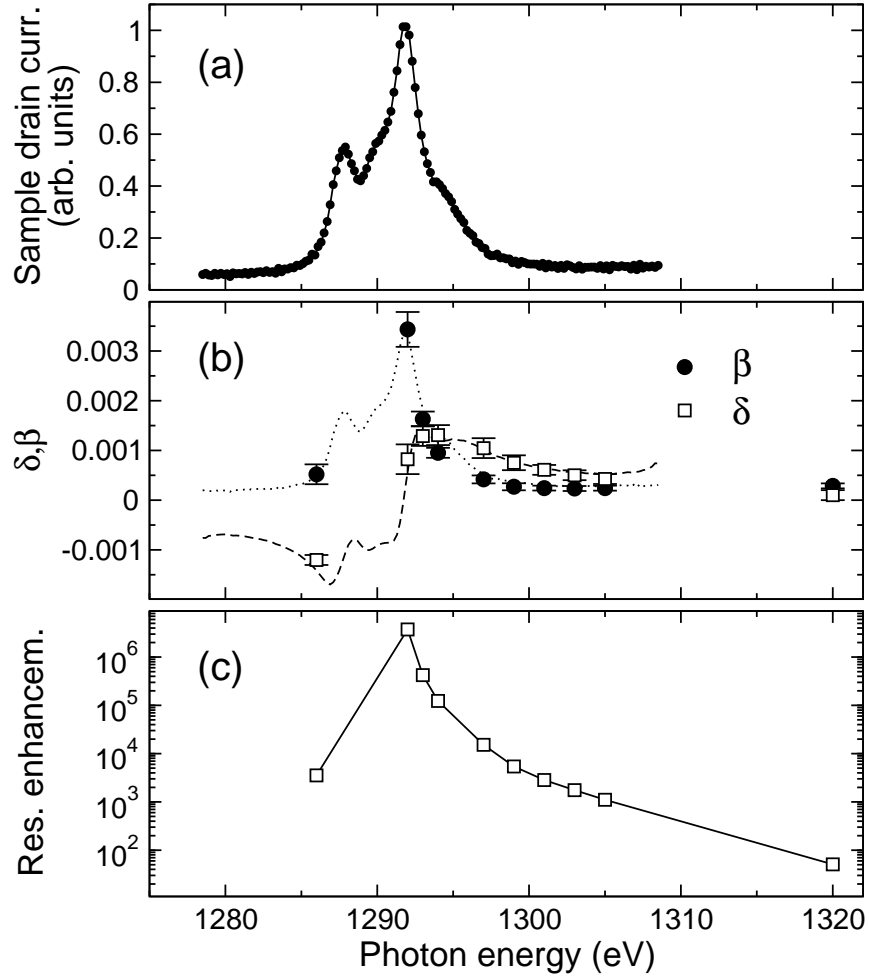 Sample drain curr.
(arb. units)
1
0.8
0.6
0.4
0.2
0
(a)
δ,β
0.003
0.002
0.001
0
-0.001
(b)
β
δ
Res. enhancem.
10^6
10^5
10^4
10^3
10^2
(c)
1280 1290 1300 1310 1320
Photon energy (eV)